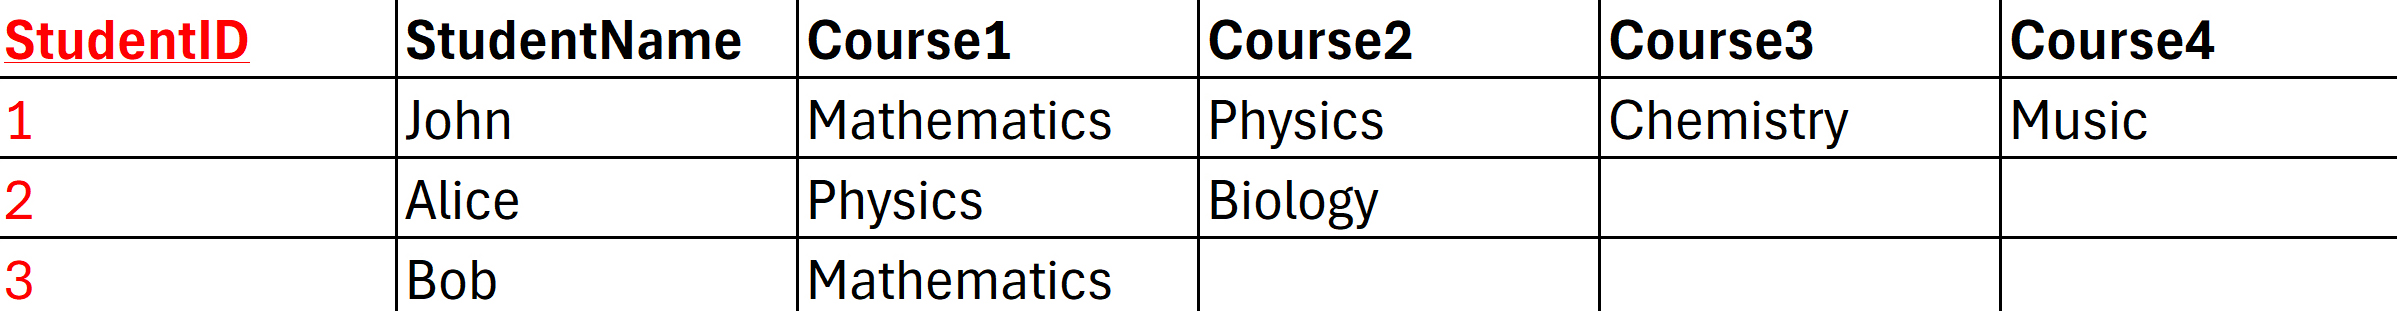 StudentID StudentName Course1 Course2 Course3 Course4
1 John Mathematics Physics Chemistry Music
2 Alice Physics Biology
3 Bob Mathematics